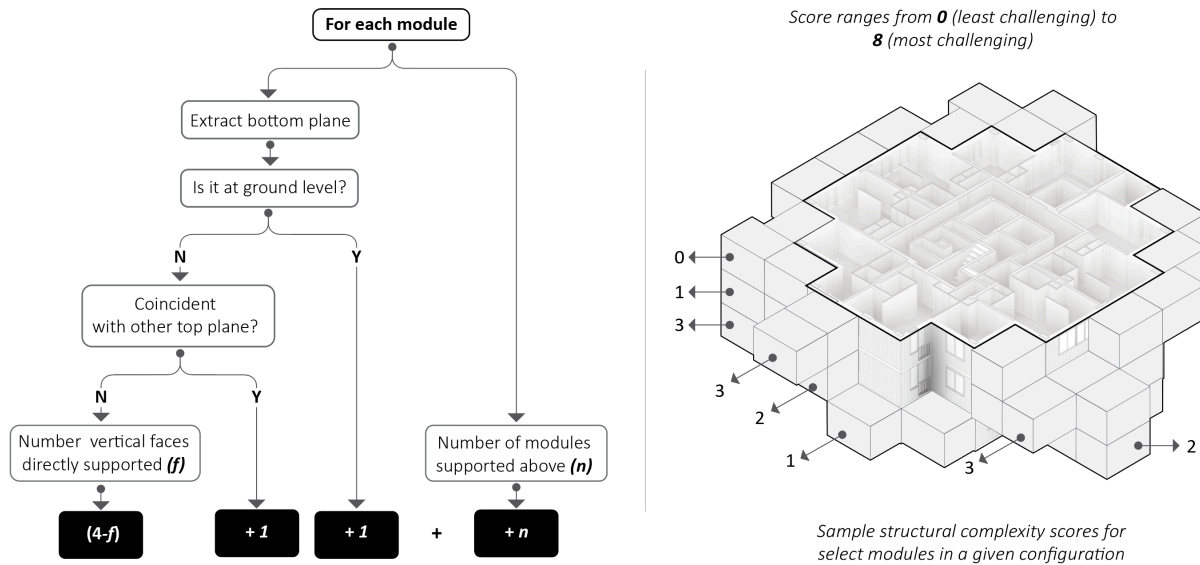 For each module
Extract bottom plane
Is it at ground level?
N
Y
Coincident
with other top plane?
N
Y
Number vertical faces
directly supported (f)
Number of modules
supported above (n)
(4-f)
+ 1
+ 1
+
+ n
Score ranges from 0 (least challenging) to
8 (most challenging)
0
1
3
3
2
1
3
2
Sample structural complexity scores for
select modules in a given configuration